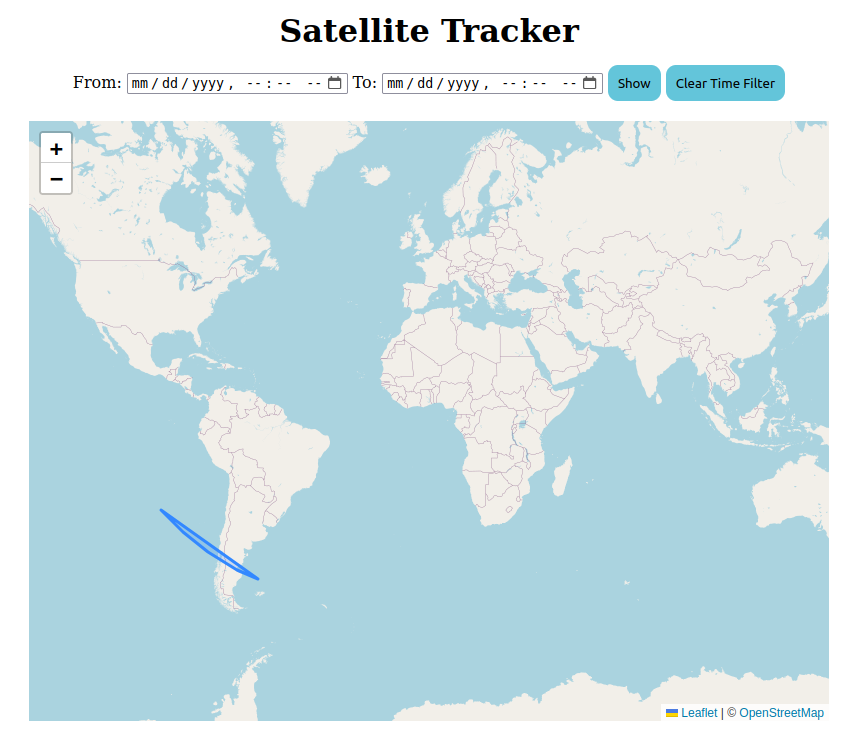 Satellite Tracker
From: mm/dd/yyyy, --:-- -- To: mm/dd/yyyy, --:-- -- Show Clear Time Filter
+
−
Leaflet | © OpenStreetMap